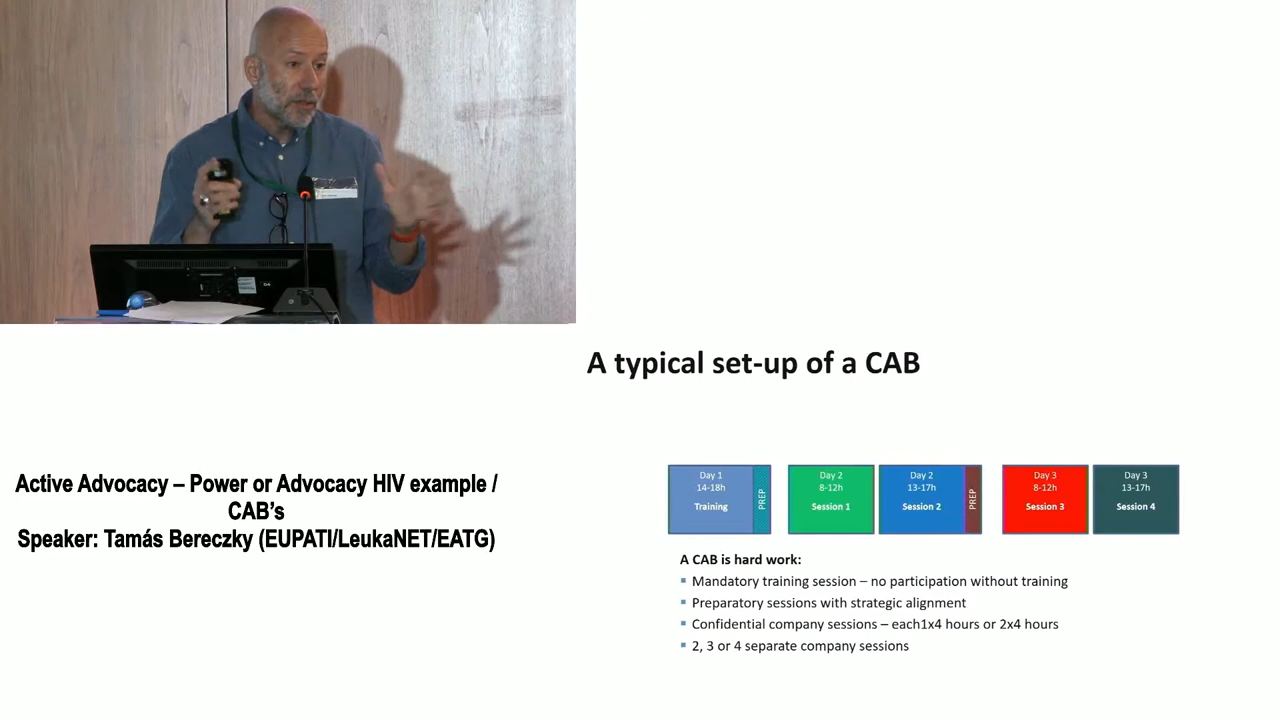 A typical set-up of a CAB
Active Advocacy – Power or Advocacy HIV example /
CAB’s
Speaker: Tamás Bereczky (EUPATI/LeukaNET/EATG)
Day 1
14-18h
Training
PREP
Day 2
8-12h
Session 1
Day 2
13-17h
Session 2
PREP
Day 3
8-12h
Session 3
Day 3
13-17h
Session 4
A CAB is hard work:
▪ Mandatory training session – no participation without training
▪ Preparatory sessions with strategic alignment
▪ Confidential company sessions – each1x4 hours or 2x4 hours
▪ 2, 3 or 4 separate company sessions